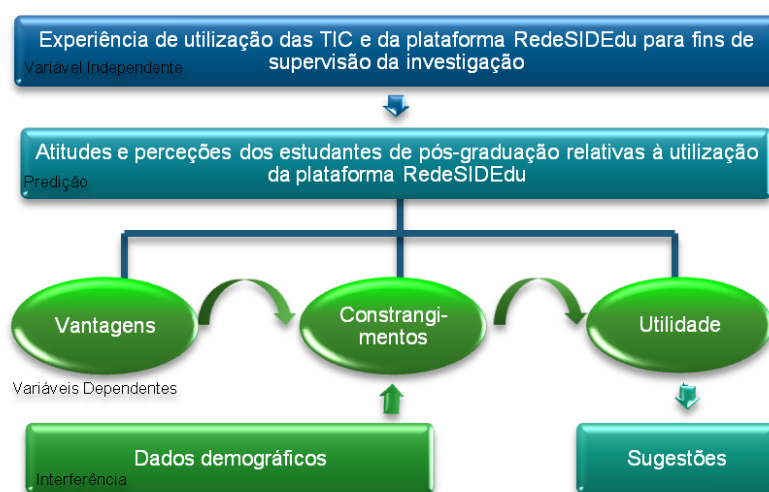 Experiência de utilização das TIC e da plataforma RedeSIDEdu para fins de
supervisão da investigação
Variável Independente
Atitudes e perceções dos estudantes de pós-graduação relativas à utilização
da plataforma RedeSIDEdu
Predição
Vantagens
Constrangi-
mentos
Utilidade
Variáveis Dependentes
Dados demográficos
Interferência
Sugestões